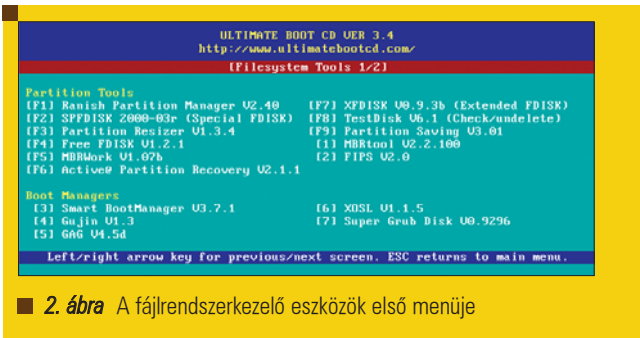 ULTIMATE BOOT CD VER 3.4
http://www.ultimatebootcd.com/
[Filesystem Tools 1/2]
Partition Tools
[F1] Ranish Partition Manager V2.40 [F7] XFDISK V0.9.3b (Extended FDISK)
[F2] SPFDISK 2000-03r (Special FDISK) [F8] TestDisk V6.1 (Check/undelete)
[F3] Partition Resizer V1.3.4 [F9] Partition Saving V3.01
[F4] Free FDISK V1.2.1 [1] MBRtool V2.2.100
[F5] MBRWork V1.07b [2] FIPS V2.0
[F6] Active@ Partition Recovery V2.1.1
Boot Managers
[3] Smart BootManager V3.7.1 [6] XOSL V1.1.5
[4] Gujin V1.3 [7] Super Grub Disk V0.9296
[5] GAG V4.5d
Left/right arrow key for previous/next screen. ESC returns to main menu.
2. ábra A fájlrendszerkezelő eszközök első menüje